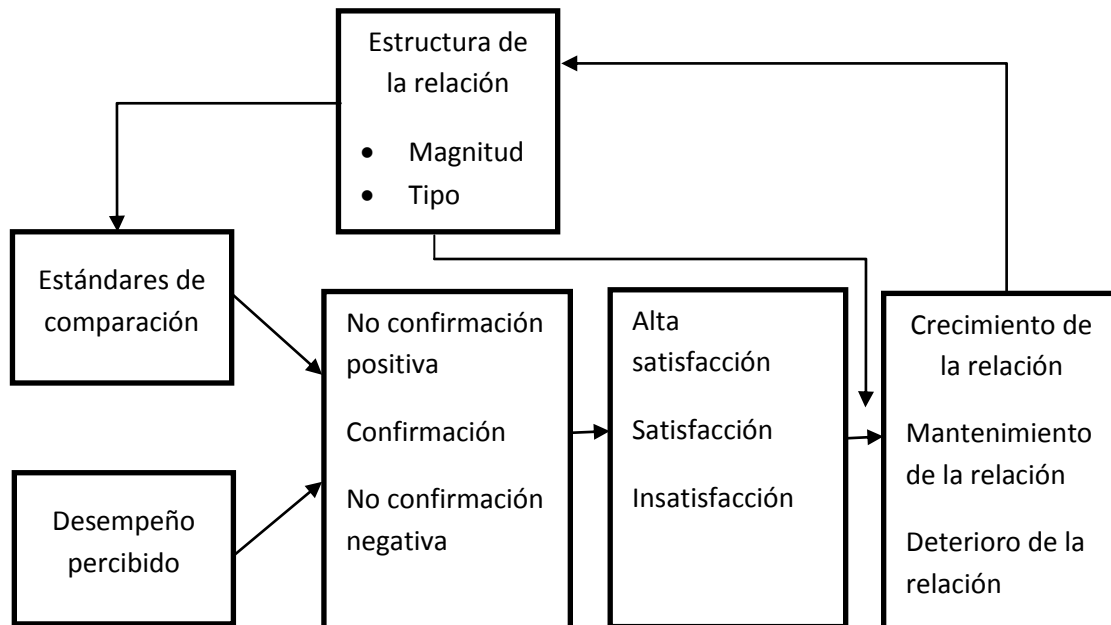 Estructura de
la relación
• Magnitud
• Tipo
Estándares de
comparación
Desempeño
percibido
No confirmación
positiva
Confirmación
No confirmación
negativa
Alta
satisfacción
Satisfacción
Insatisfacción
Crecimiento de
la relación
Mantenimiento
de la relación
Deterioro de la
relación